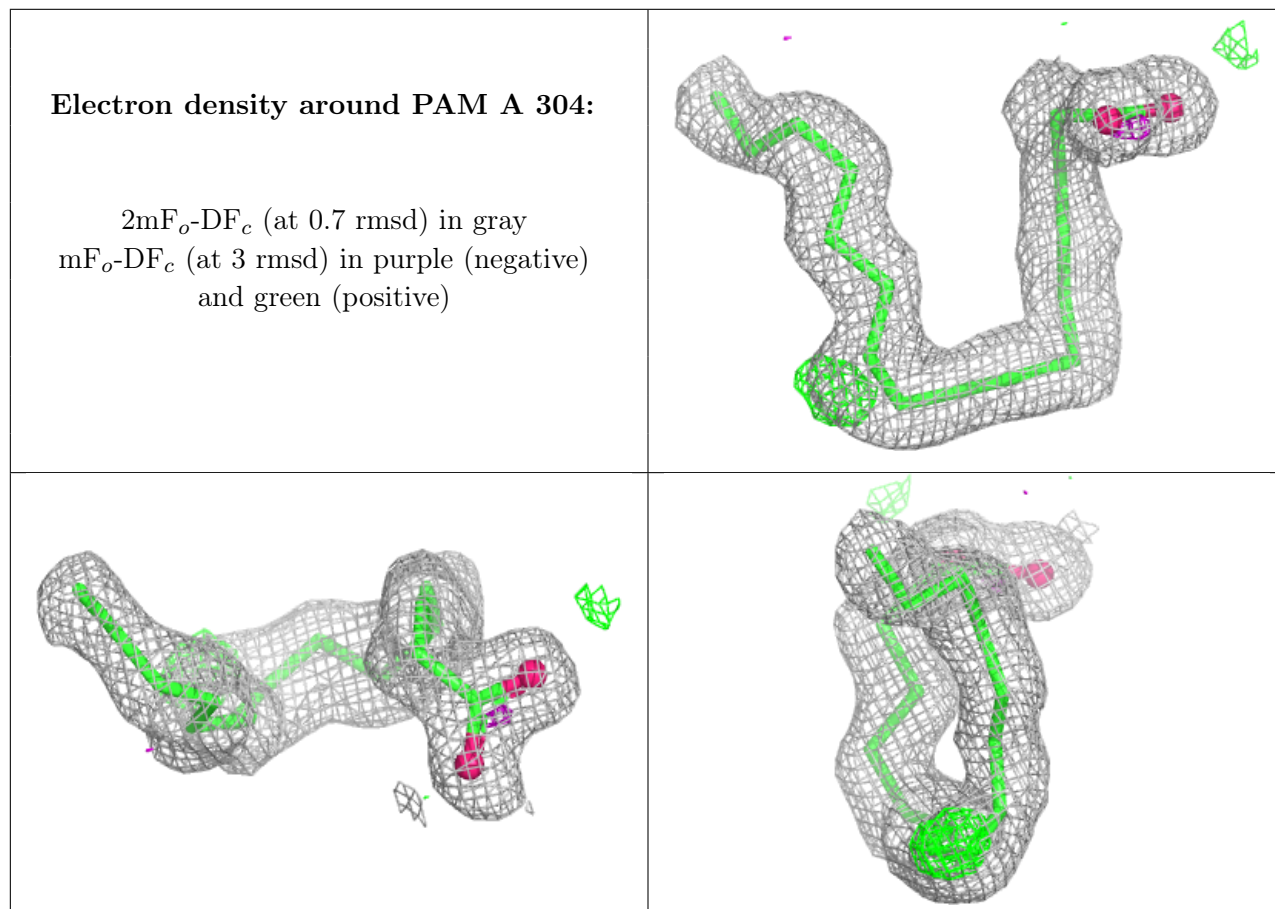 Electron density around PAM A 304:
2mFo-DFc (at 0.7 rmsd) in gray
mFo-DFc (at 3 rmsd) in purple (negative)
and green (positive)